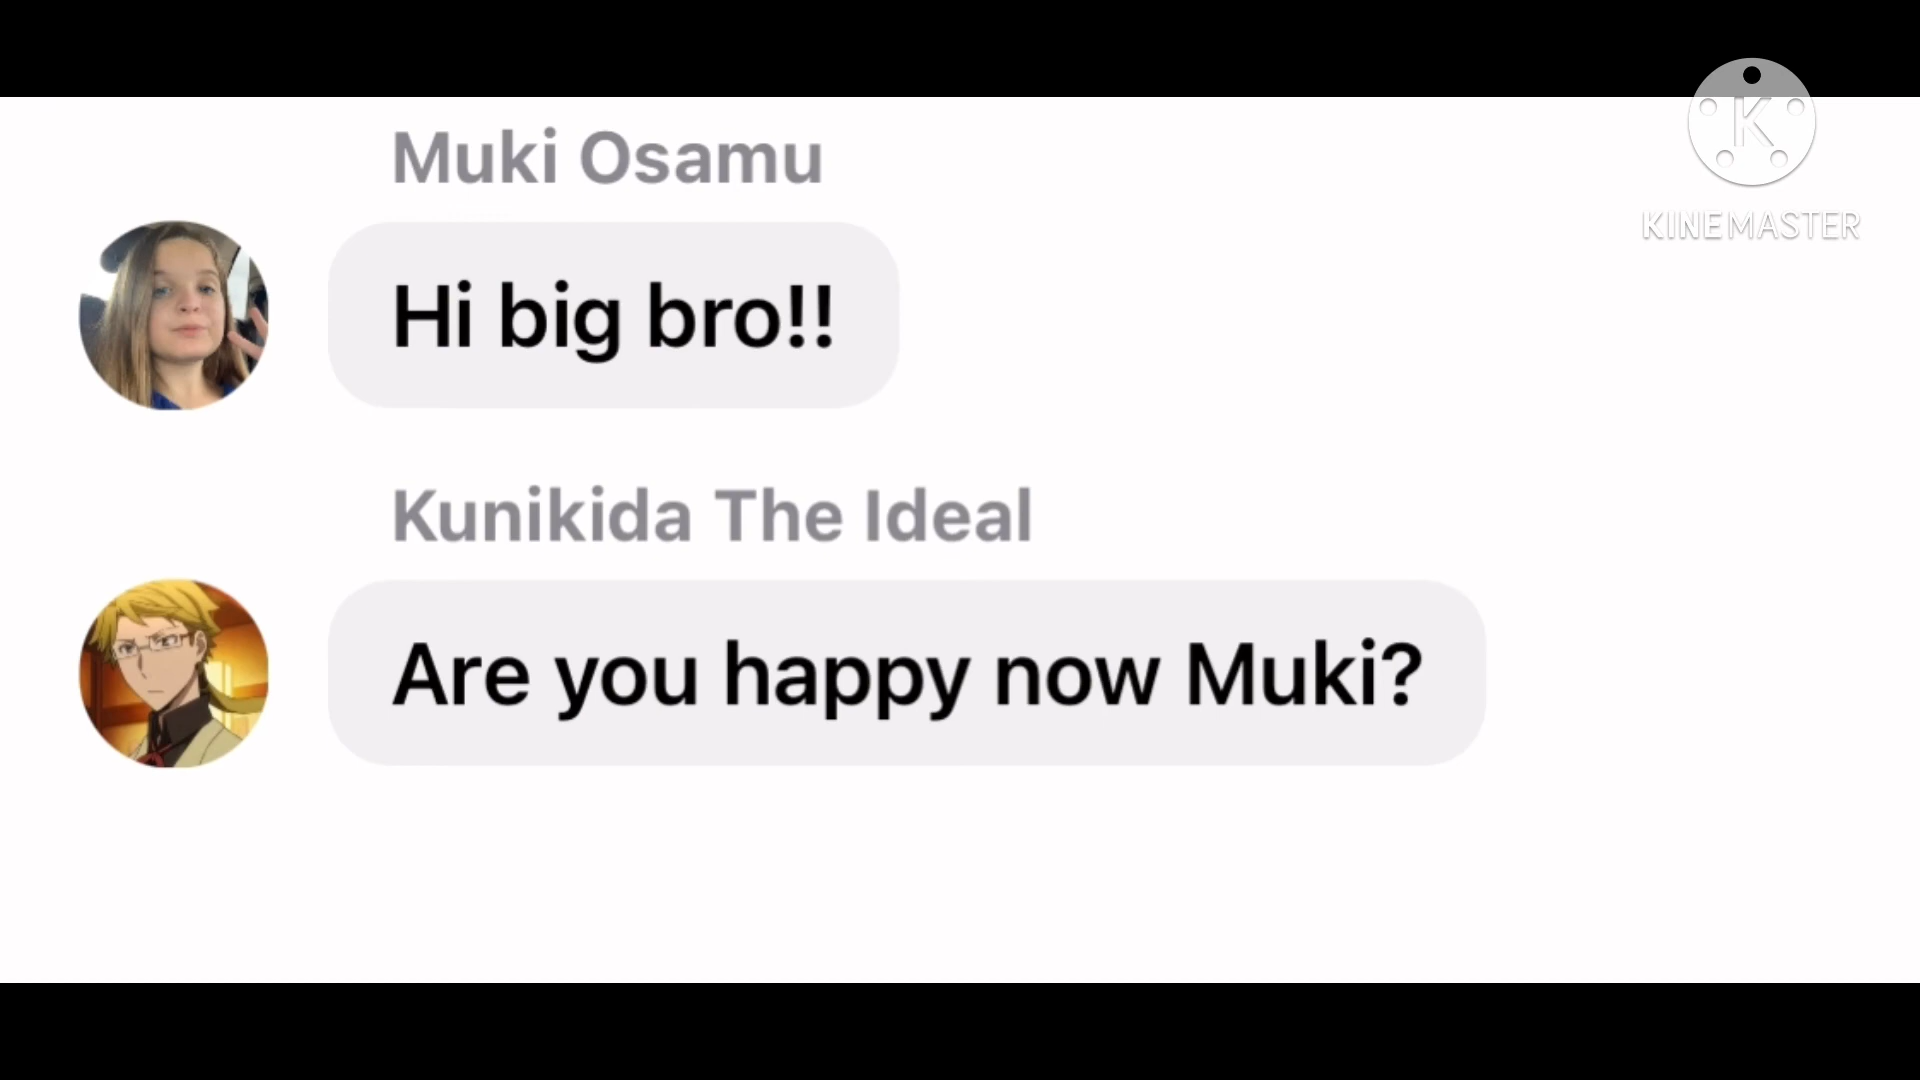 Muki Osamu
Hi big bro!!
Kunikida The Ideal
Are you happy now Muki?
K
KINEMASTER